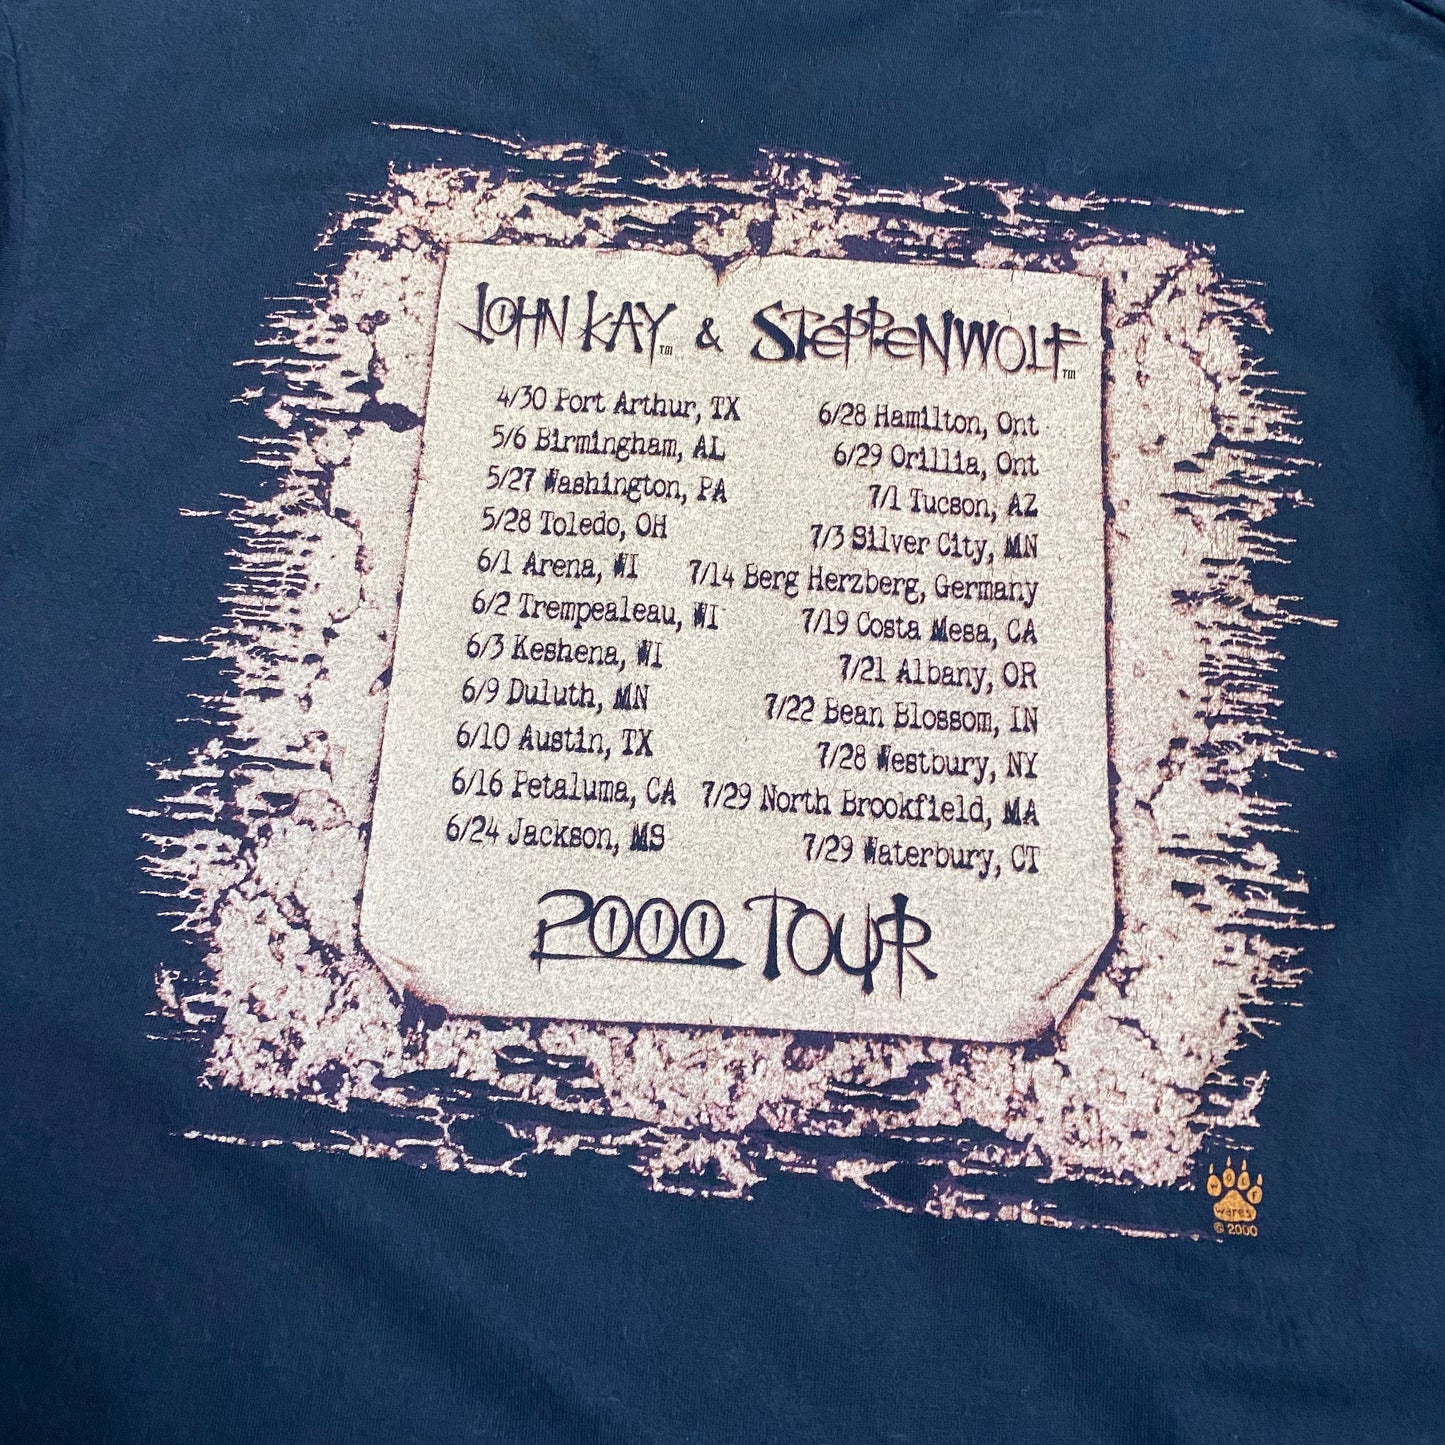 JOHN KAY™ & STEPPENWOLF™
4/30 Port Arthur, TX
5/6 Birmingham, AL
5/27 Washington, PA
5/28 Toledo, OH
6/1 Arena, WI
6/2 Trempealeau, WI
6/3 Keshena, WI
6/9 Duluth, MN
6/10 Austin, TX
6/16 Petaluma, CA
6/24 Jackson, MS
6/28 Hamilton, Ont
6/29 Orillia, Ont
7/1 Tucson, AZ
7/3 Silver City, MN
7/14 Berg Herzberg, Germany
7/19 Costa Mesa, CA
7/21 Albany, OR
7/22 Bean Blossom, IN
7/28 Westbury, NY
7/29 North Brookfield, MA
7/29 Waterbury, CT
2000 TOUR
WOLF
wares
© 2000